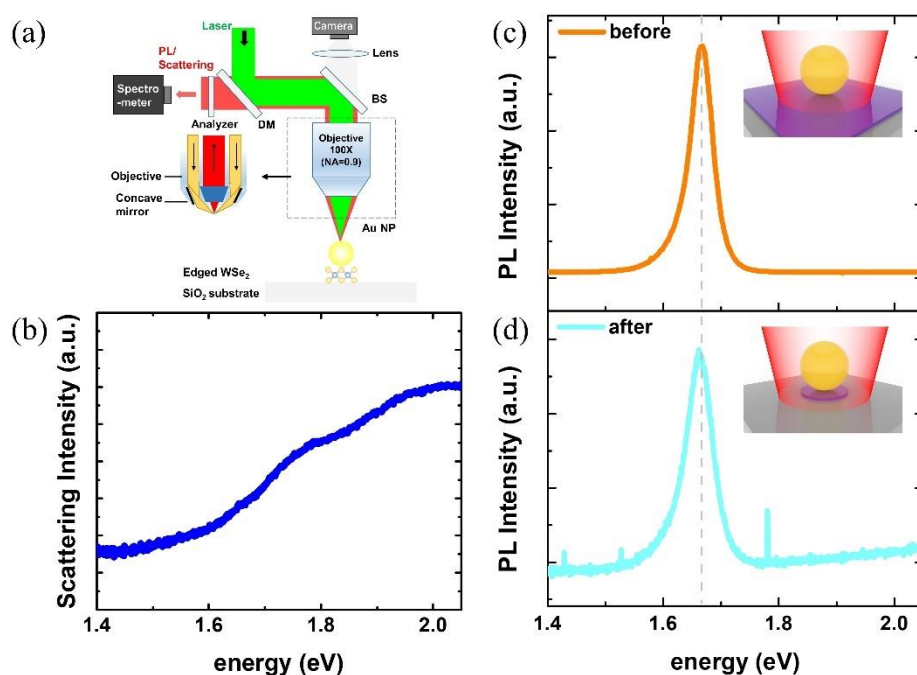 (a)
Laser
Camera
PL/
Scattering
Lens
Spectro
-meter
BS
Analyzer
DM
Objective
100X
(NA=0.9)
Objective
Concave
mirror
Au NP
Edged WSe₂
SiO₂ substrate
(b)
Scattering Intensity (a.u.)
1.4
1.6
1.8
2.0
energy (eV)
(c)
before
PL Intensity (a.u.)
(d)
after
PL Intensity (a.u.)
1.4
1.6
1.8
2.0
energy (eV)